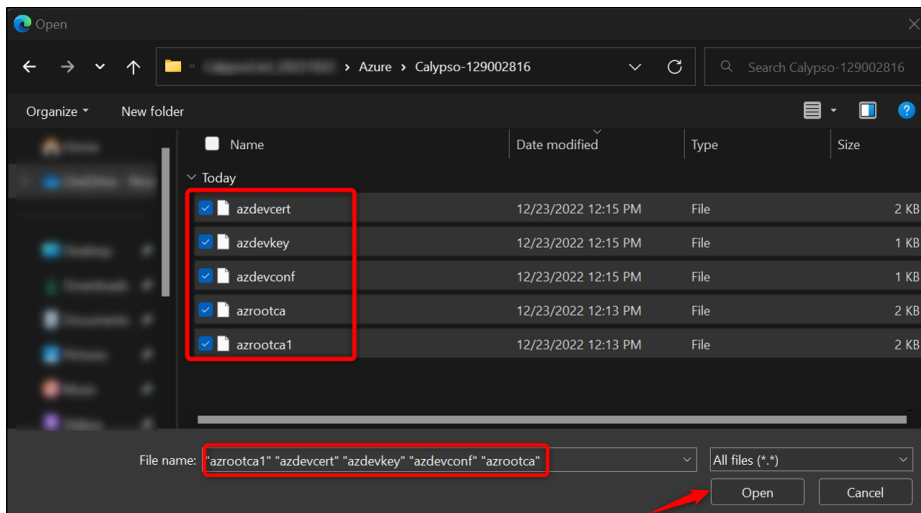 Open
Azure > Calypso-129002816
Search Calypso-129002816
Organize
New folder
?
Name Date modified Type Size
Today
azdevcert 12/23/2022 12:15 PM File 2 KB
azdevkey 12/23/2022 12:15 PM File 1 KB
azdevconf 12/23/2022 12:15 PM File 1 KB
azrootca 12/23/2022 12:13 PM File 2 KB
azrootca1 12/23/2022 12:13 PM File 2 KB
File name: "azrootca1" "azdevcert" "azdevkey" "azdevconf" "azrootca"
All files (*.*)
Open Cancel